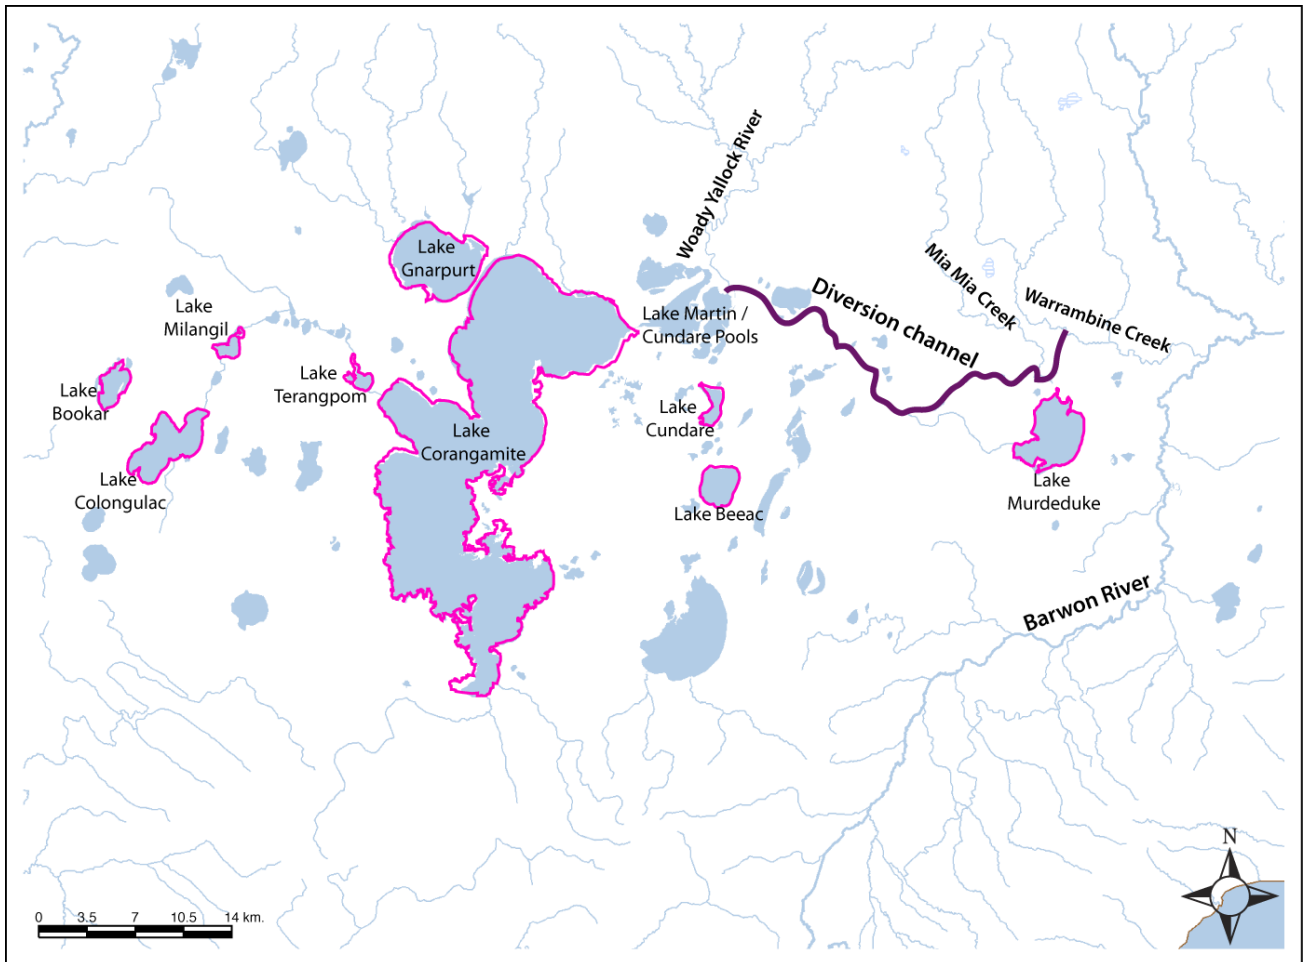 Woady Yallock River
Lake
Gnarpurt
Mia Mia Creek
Warrambine Creek
Diversion channel
Lake
Milangil
Lake Martin /
Cundare Pools
Lake
Terangpom
Lake
Bookar
Lake
Cundare
Lake
Corangamite
Lake
Colongulac
Lake
Murdeduke
Lake Beeac
Barwon River
N
0 3.5 7 10.5 14 km.